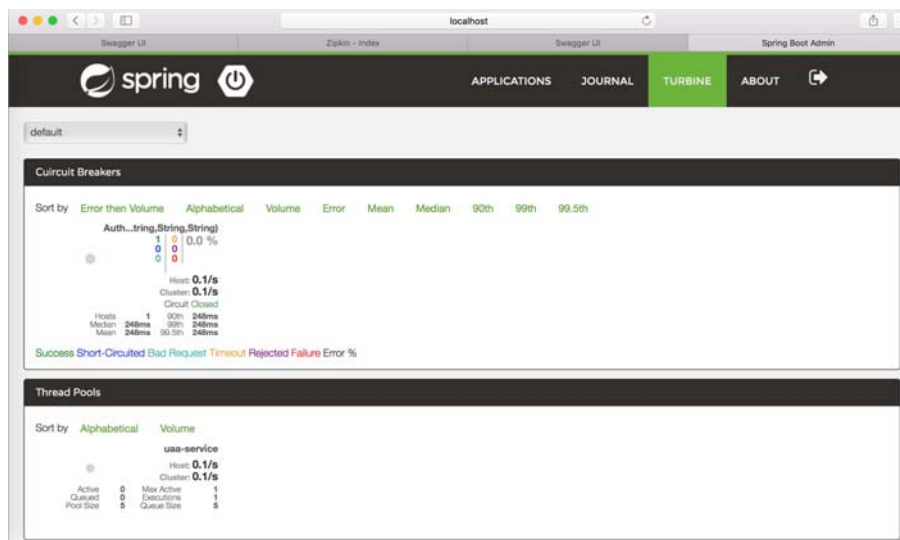 localhost
Swagger UI Zipkin - Index Swagger UI Spring Boot Admin
spring APPLICATIONS JOURNAL TURBINE ABOUT
default
Cuircuit Breakers
Sort by Error then Volume Alphabetical Volume Error Mean Median 90th 99th 99.5th
Auth...tring,String,String)
1 0 0.0 %
0 0
0 0
Host: 0.1/s
Cluster: 0.1/s
Circuit Closed
Hosts 1 90th 248ms
Median 248ms 99th 248ms
Mean 248ms 99.5th 248ms
Success Short-Circuited Bad Request Timeout Rejected Failure Error %
Thread Pools
Sort by Alphabetical Volume
uaa-service
Host: 0.1/s
Cluster: 0.1/s
Active 0 Max Active 1
Queued 0 Executions 1
Pool Size 5 Queue Size 5